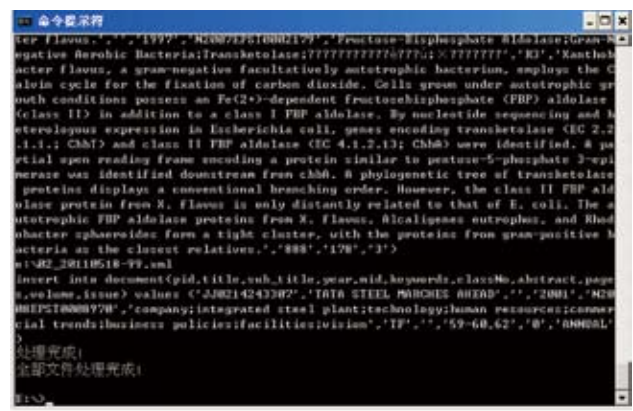 命令提示符
ter flavus.','','1997','M2007EPST0002179','Fructose-Bisphosphate Aldolase;Gram-N
egative Aerobic Bacteria;Transketolase;','RJ','Xanthob
acter flavus, a gram-negative facultatively autotrophic bacterium, employs the C
alvin cycle for the fixation of carbon dioxide. Cells grown under autotrophic gr
owth conditions possess an Fe(2+)-dependent fructosebisphosphate (FBP) aldolase
(class II) in addition to a class I FBP aldolase. By nucleotide sequencing and h
eterologous expression in Escherichia coli, genes encoding transketolase (EC 2.2
.1.1.; CbbT) and class II FBP aldolase (EC 4.1.2.13; CbbA) were identified. A pa
rtial open reading frame encoding a protein similar to pentose-5-phosphate 3-epi
merase was identified downstream from cbbA. A phylogenetic tree of transketolase
proteins displays a conventional branching order. However, the class II FBP ald
olase protein from X. flavus is only distantly related to that of E. coli. The a
utotrophic FBP aldolase proteins from X. flavus, Alcaligenes eutrophus, and Rhod
obacter sphaeroides form a tight cluster, with the proteins from gram-positive b
acteria as the closest relatives.','888','178','3')
e:\02_20110518-99.xml
insert into document(pid,title,sub_title,year,mid,keywords,classNo,abstract,page
s,volume,issue) values ('JJ0214243307','TATA STEEL MARCHES AHEAD','','2001','M20
06EPST0008970','company;integrated steel plant;technology;human resources;commer
cial trends;business policies;facilities;vision','TF','','59-60,62','0','ANNUAL'
)
处理完成!
全部文件处理完成!
E:\>